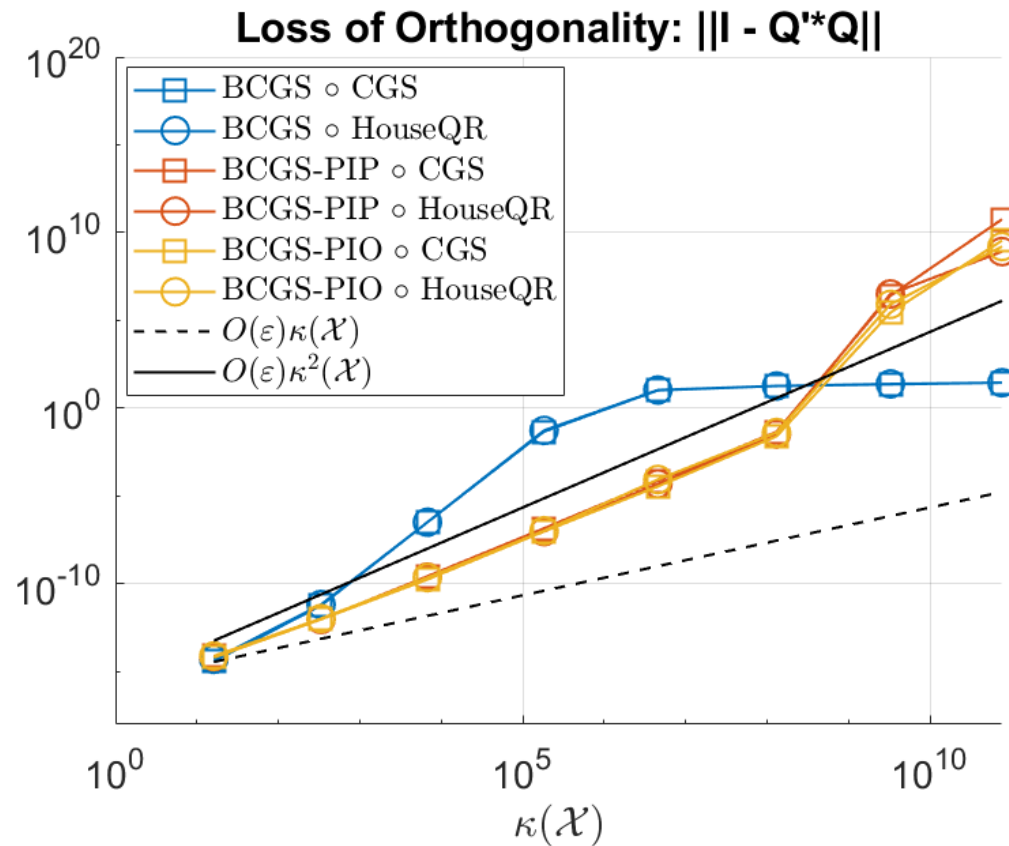 Loss of Orthogonality: ||I - Q'*Q||
10^20
BCGS ∘ CGS
BCGS ∘ HouseQR
BCGS-PIP ∘ CGS
BCGS-PIP ∘ HouseQR
BCGS-PIO ∘ CGS
BCGS-PIO ∘ HouseQR
O(ε)κ(𝒳)
O(ε)κ²(𝒳)
10^10
10^0
10^-10
10^0 10^5 10^10
κ(𝒳)